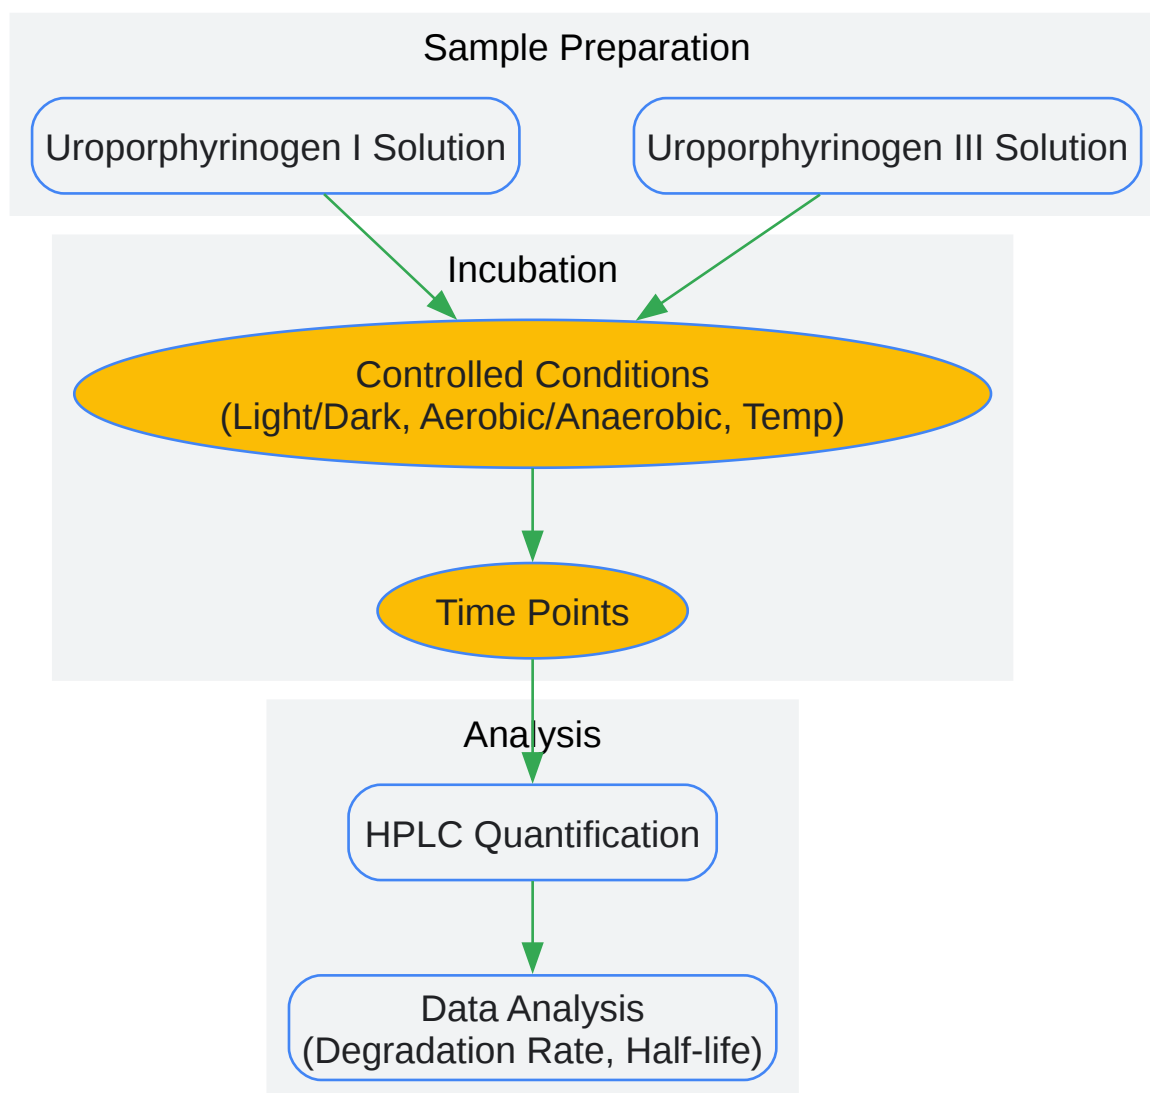 Sample Preparation
Uroporphyrinogen I Solution
Uroporphyrinogen III Solution
Incubation
Controlled Conditions
(Light/Dark, Aerobic/Anaerobic, Temp)
Time Points
Analysis
HPLC Quantification
Data Analysis
(Degradation Rate, Half-life)